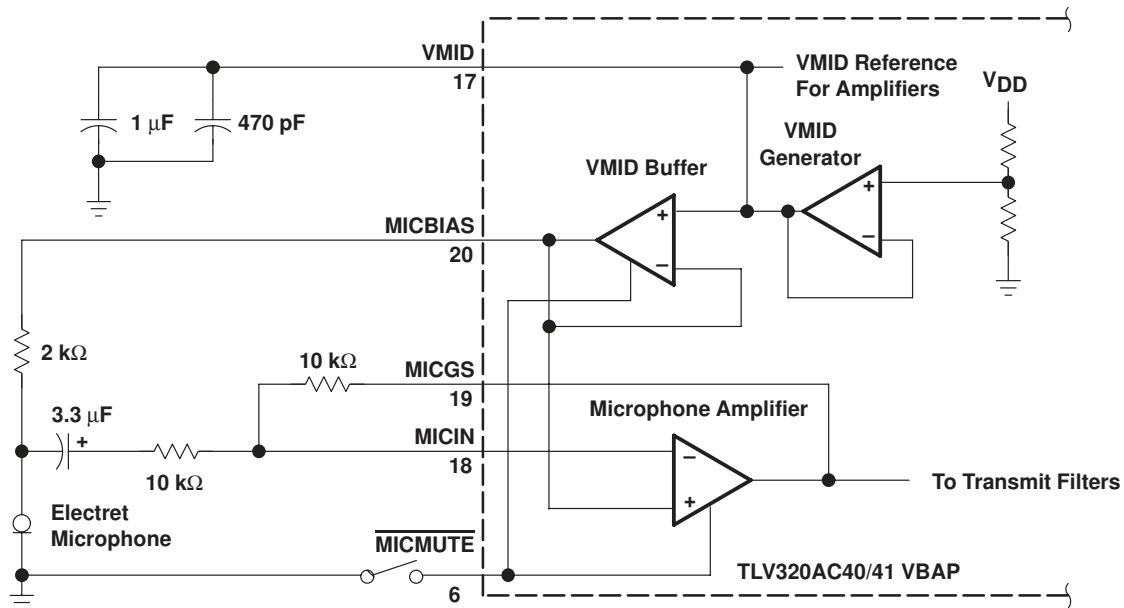 VMID
17
VMID Reference
For Amplifiers
VDD
1 μF
470 pF
VMID
Generator
VMID Buffer
+
−
+
−
MICBIAS
20
2 kΩ
10 kΩ
MICGS
19
Microphone Amplifier
3.3 μF
+
10 kΩ
MICIN
18
−
+
To Transmit Filters
Electret
Microphone
MICMUTE
6
TLV320AC40/41 VBAP